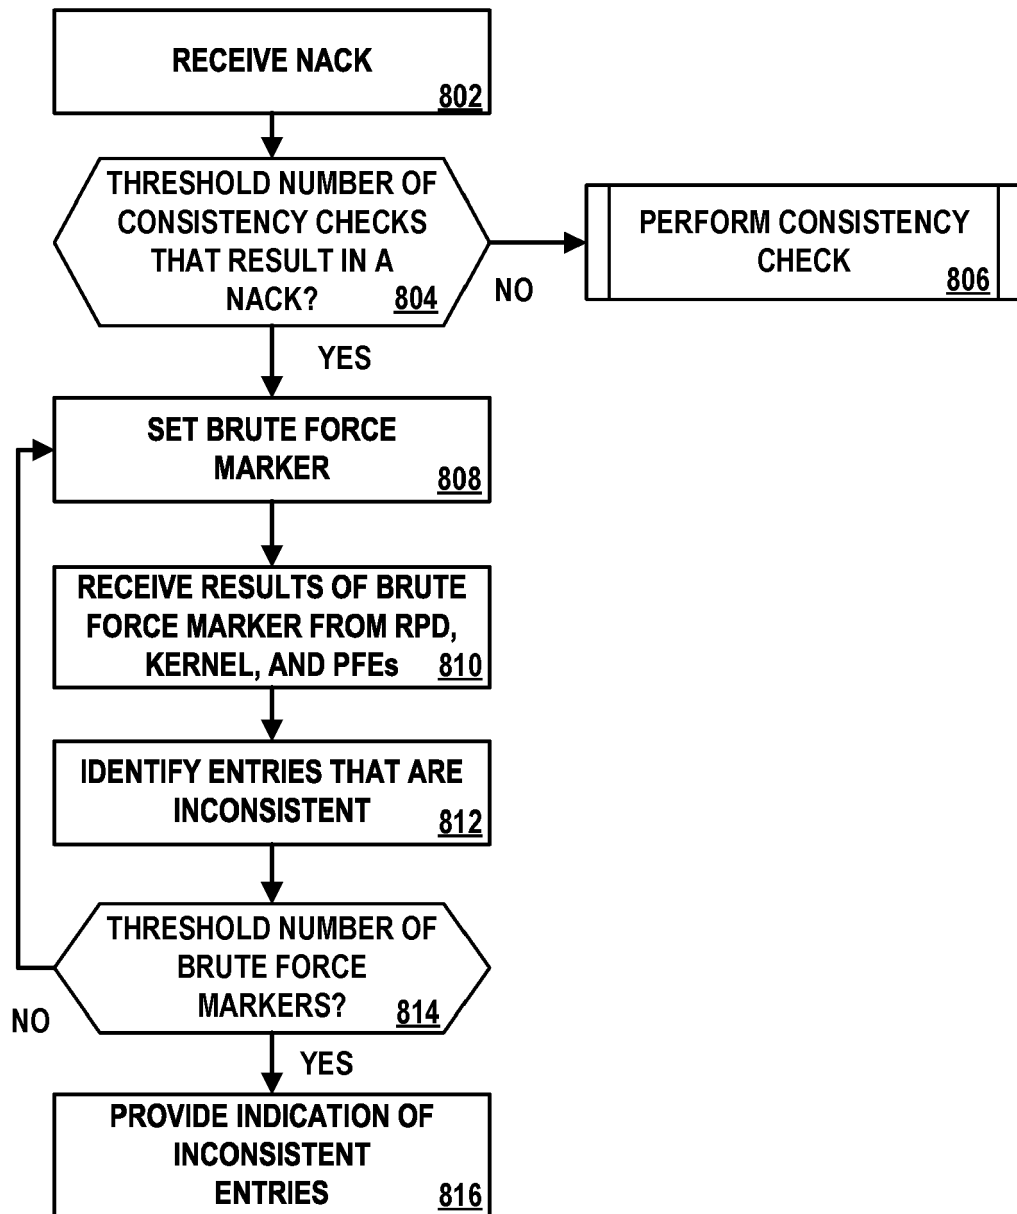 RECEIVE NACK
802
THRESHOLD NUMBER OF
CONSISTENCY CHECKS
THAT RESULT IN A
NACK?
804
NO
PERFORM CONSISTENCY
CHECK
806
YES
SET BRUTE FORCE
MARKER
808
RECEIVE RESULTS OF BRUTE
FORCE MARKER FROM RPD,
KERNEL, AND PFEs
810
IDENTIFY ENTRIES THAT ARE
INCONSISTENT
812
THRESHOLD NUMBER OF
BRUTE FORCE
MARKERS?
814
NO
YES
PROVIDE INDICATION OF
INCONSISTENT
ENTRIES
816